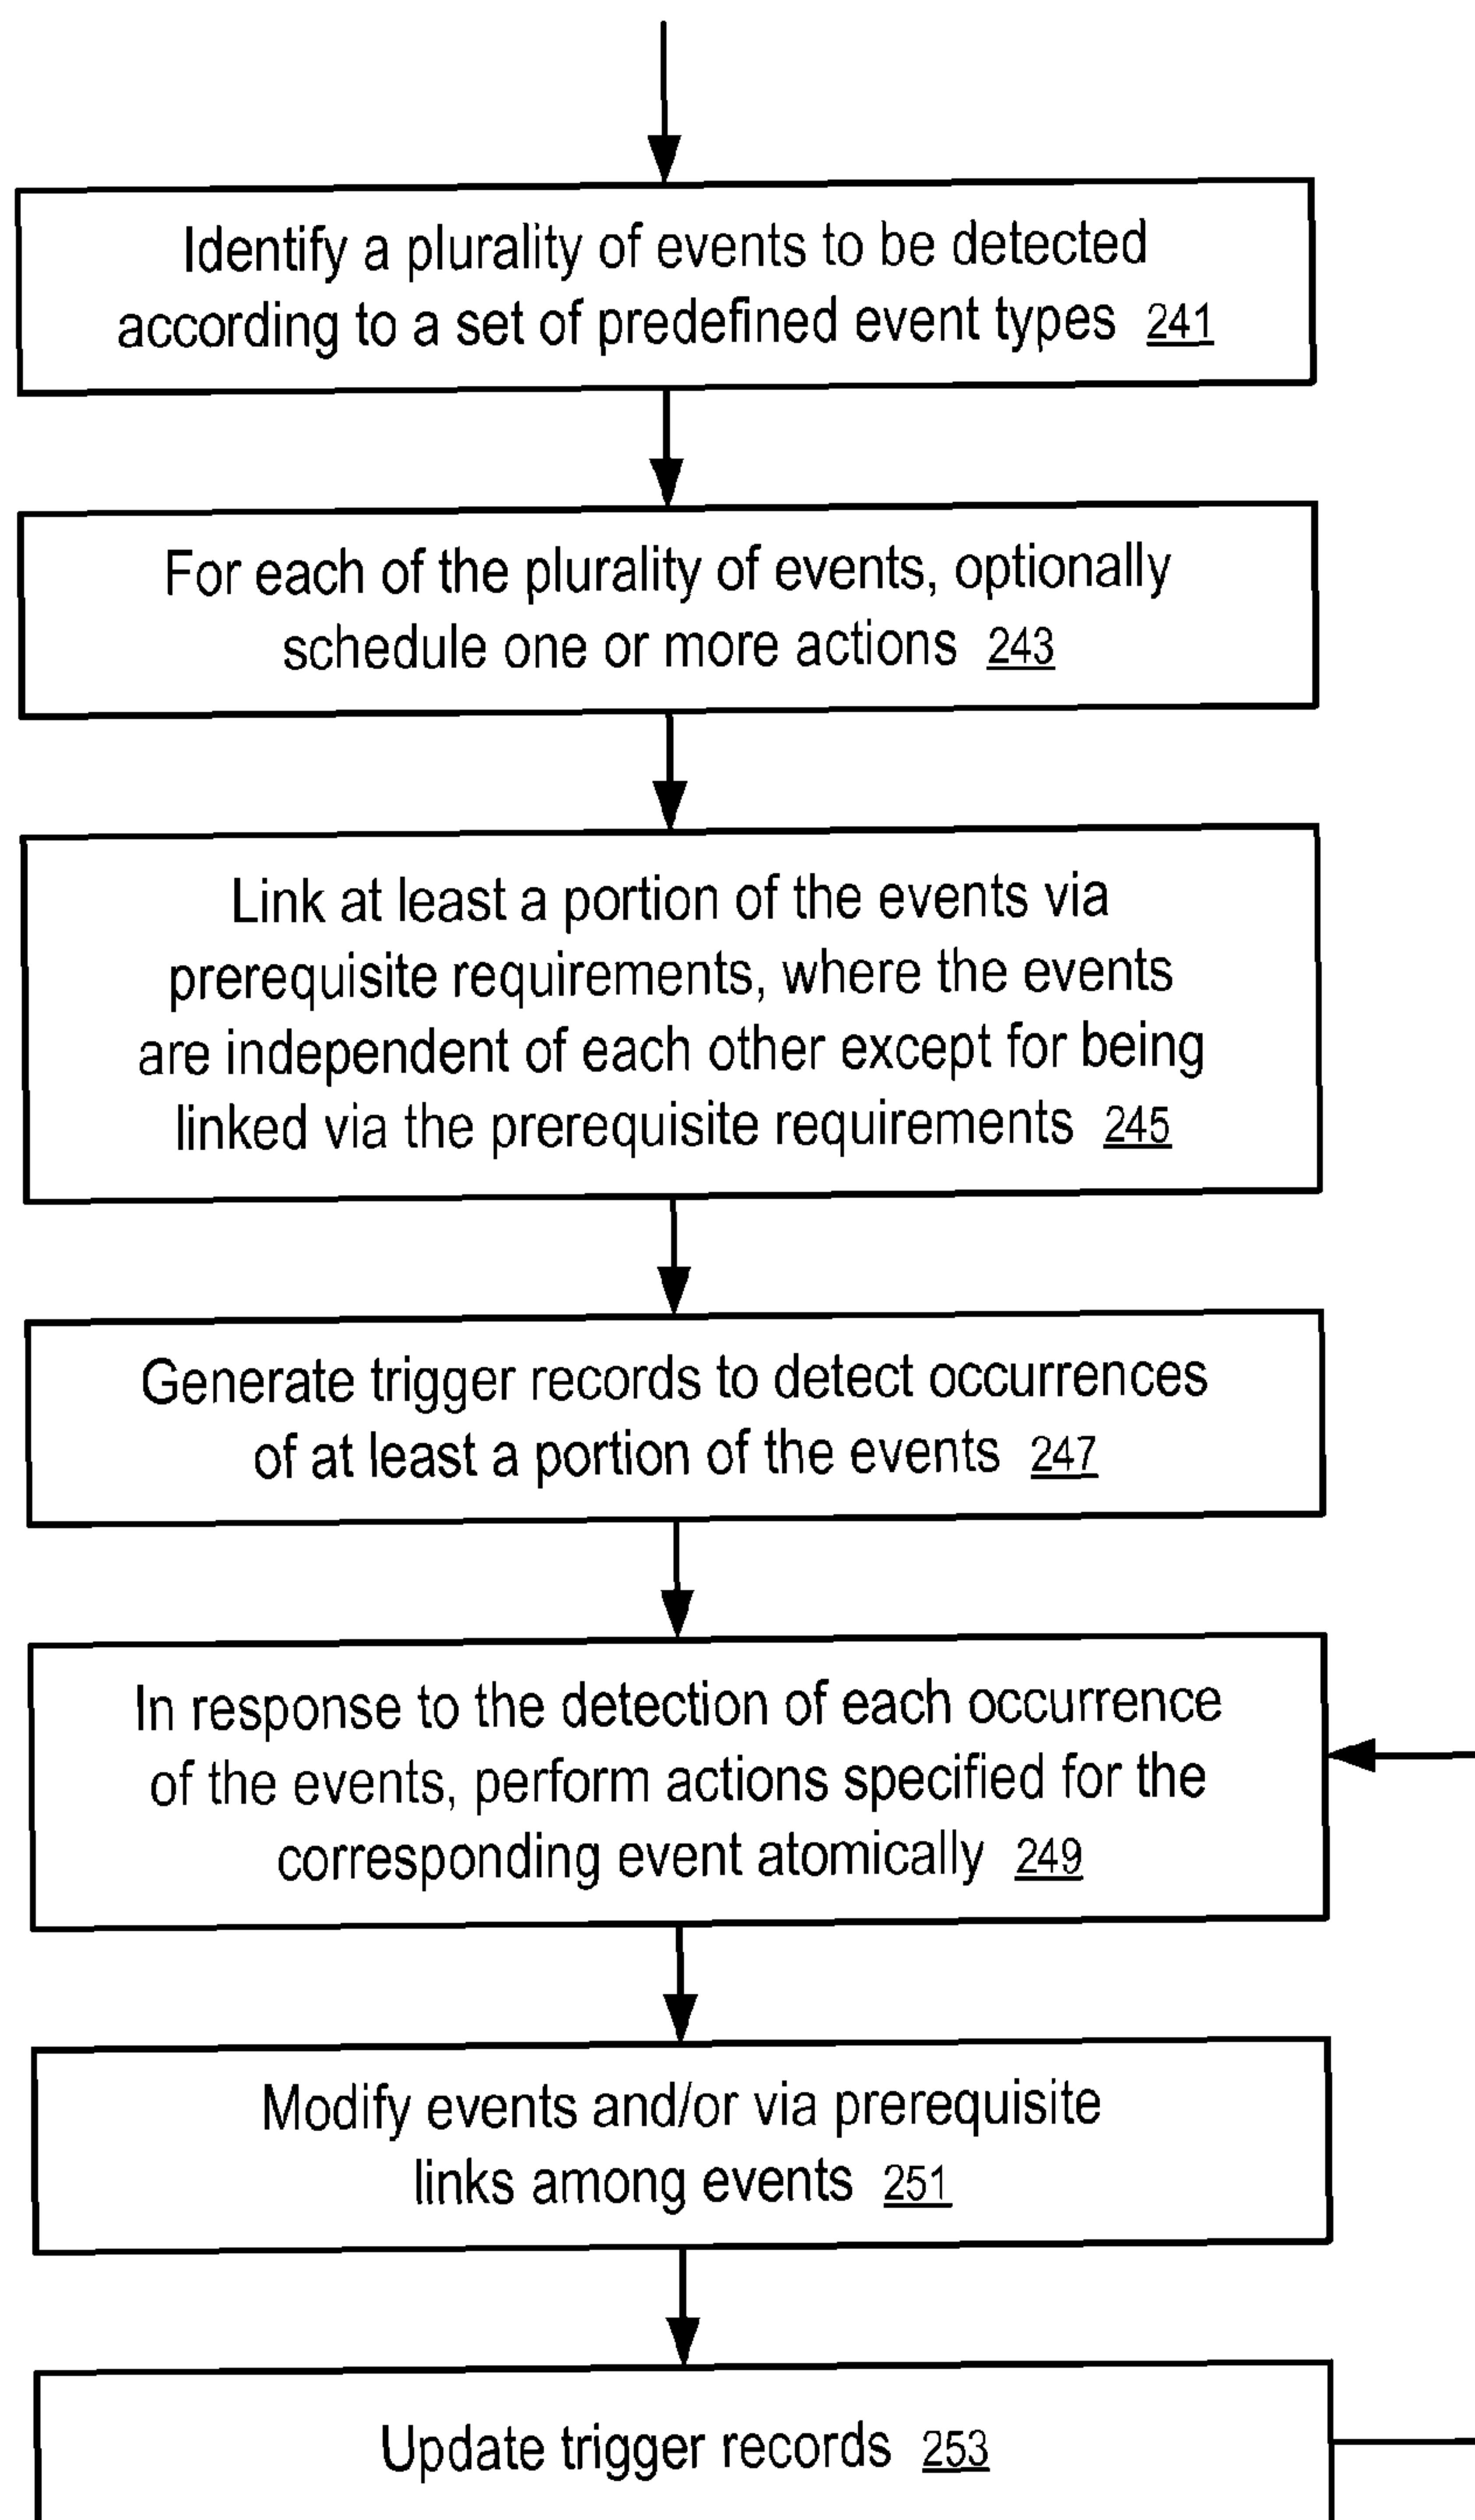 Identify a plurality of events to be detected
according to a set of predefined event types 241
For each of the plurality of events, optionally
schedule one or more actions 243
Link at least a portion of the events via
prerequisite requirements, where the events
are independent of each other except for being
linked via the prerequisite requirements 245
Generate trigger records to detect occurrences
of at least a portion of the events 247
In response to the detection of each occurrence
of the events, perform actions specified for the
corresponding event atomically 249
Modify events and/or via prerequisite
links among events 251
Update trigger records 253